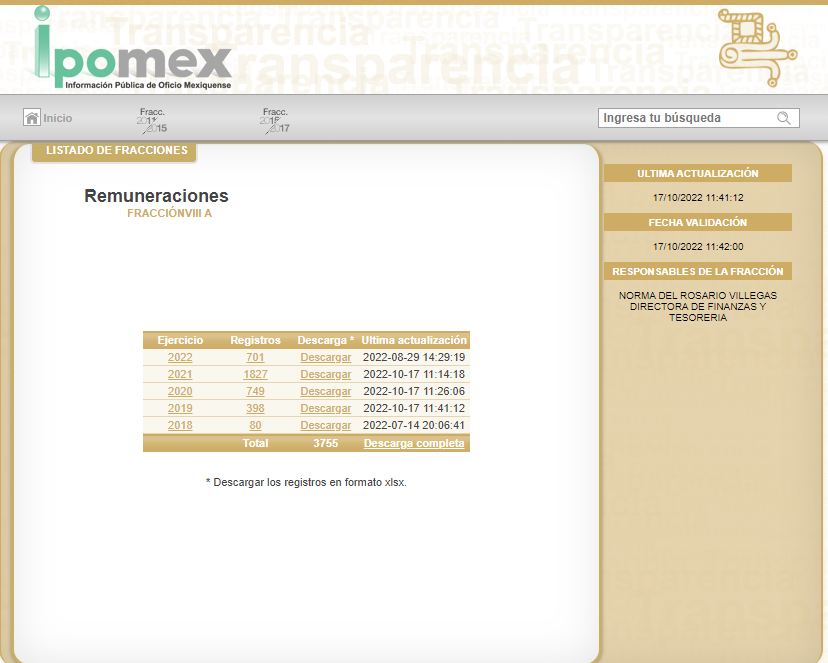 ipomex
Información Pública de Oficio Mexiquense
Inicio
Fracc.
Fracc.
Ingresa tu búsqueda
LISTADO DE FRACCIONES
Remuneraciones
FRACCIÓNVIII A
Ejercicio Registros Descarga * Ultima actualización
2022 701 Descargar 2022-08-29 14:29:19
2021 1827 Descargar 2022-10-17 11:14:18
2020 749 Descargar 2022-10-17 11:26:06
2019 398 Descargar 2022-10-17 11:41:12
2018 80 Descargar 2022-07-14 20:06:41
Total 3755 Descarga completa
* Descargar los registros en formato xlsx.
ULTIMA ACTUALIZACIÓN
17/10/2022 11:41:12
FECHA VALIDACIÓN
17/10/2022 11:42:00
RESPONSABLES DE LA FRACCIÓN
NORMA DEL ROSARIO VILLEGAS
DIRECTORA DE FINANZAS Y
TESORERIA